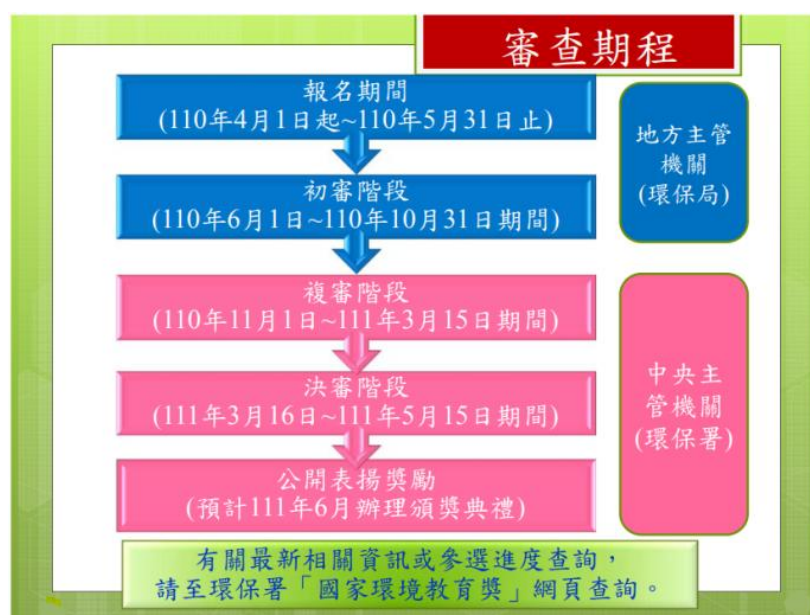 審查期程
報名期間
(110年4月1日起~110年5月31日止)
初審階段
(110年6月1日~110年10月31日期間)
地方主管
機關
(環保局)
複審階段
(110年11月1日~111年3月15日期間)
決審階段
(111年3月16日~111年5月15日期間)
公開表揚獎勵
(預計111年6月辦理頒獎典禮)
中央主
管機關
(環保署)
有關最新相關資訊或參選進度查詢，
請至環保署「國家環境教育獎」網頁查詢。